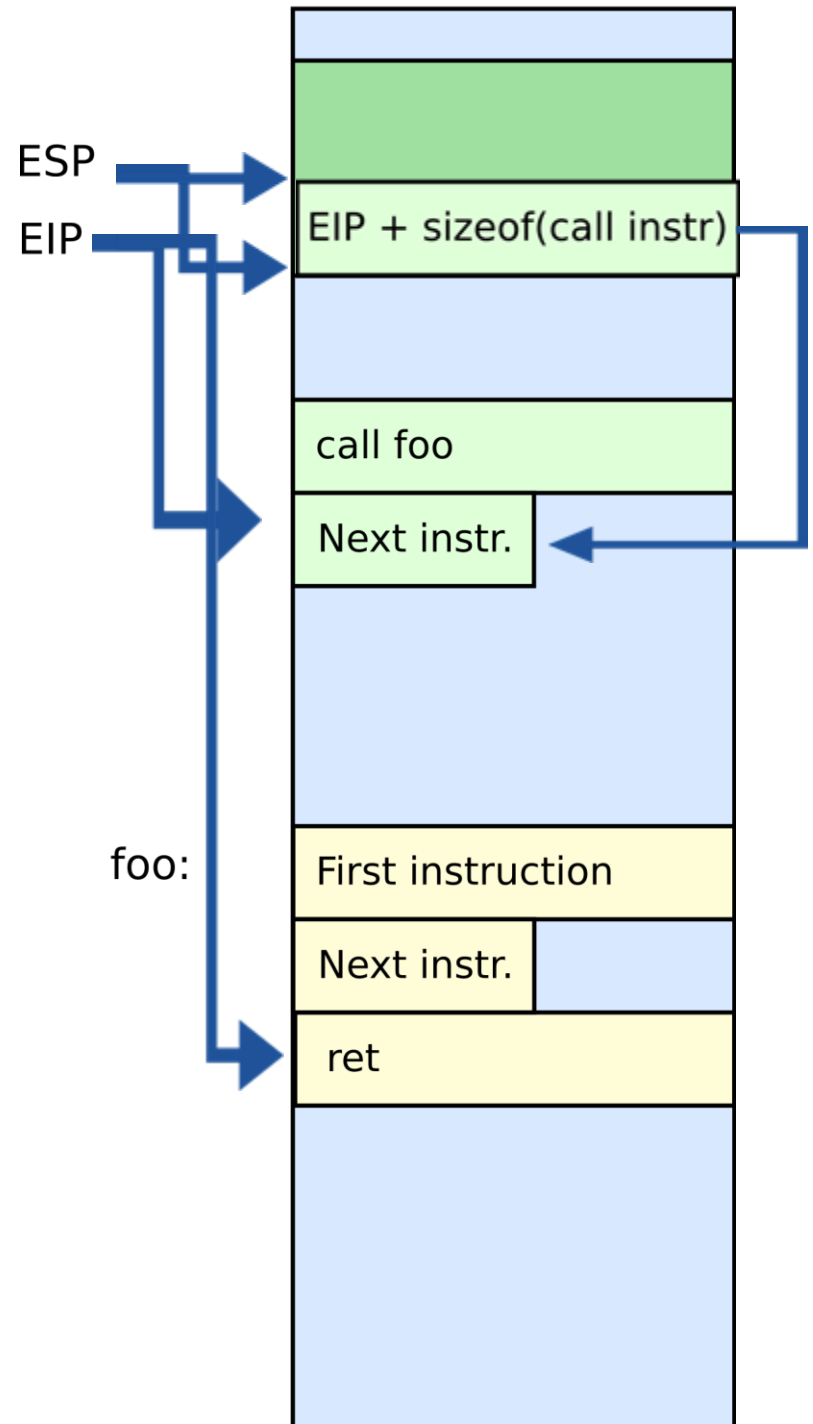 ESP
EIP
EIP + sizeof(call instr)
call foo
Next instr.
foo:
First instruction
Next instr.
ret